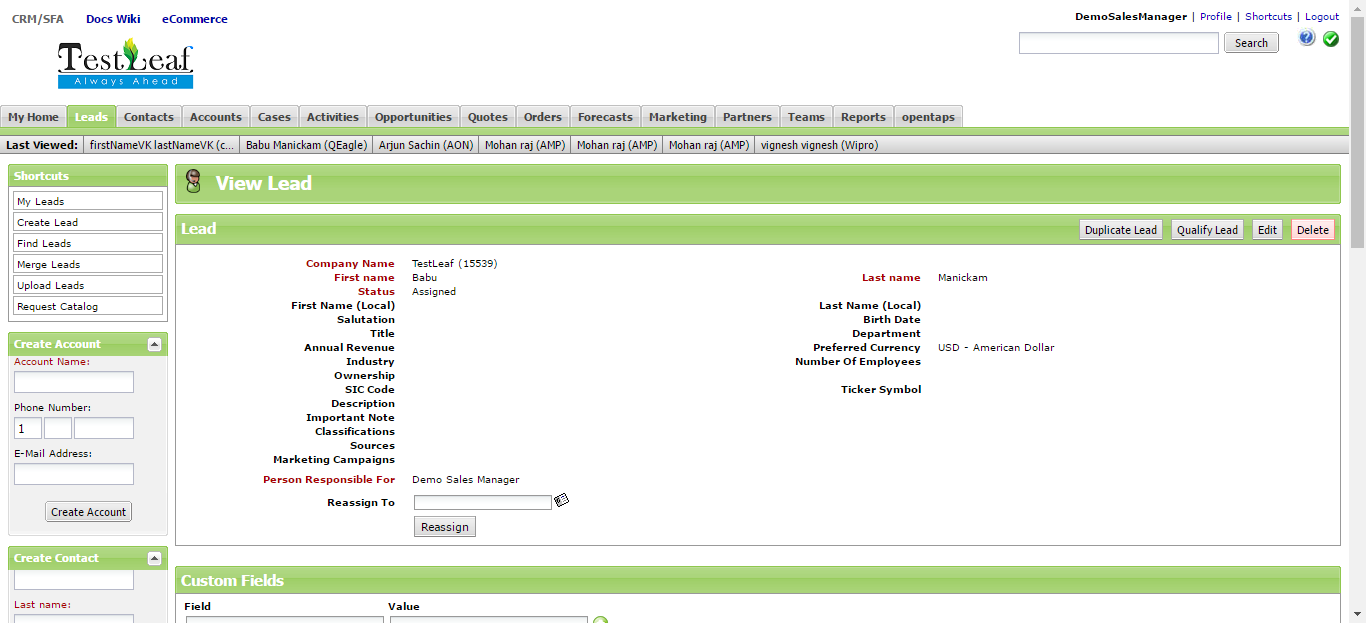 CRM/SFA Docs Wiki eCommerce
DemoSalesManager | Profile | Shortcuts | Logout
TestLeaf
Always Ahead
Search
My Home Leads Contacts Accounts Cases Activities Opportunities Quotes Orders Forecasts Marketing Partners Teams Reports opentaps
Last Viewed: firstNameVK lastNameVK (c... Babu Manickam (QEagle) Arjun Sachin (AON) Mohan raj (AMP) Mohan raj (AMP) Mohan raj (AMP) vignesh vignesh (Wipro)
Shortcuts
My Leads
Create Lead
Find Leads
Merge Leads
Upload Leads
Request Catalog
Create Account
Account Name:
Phone Number:
1
E-Mail Address:
Create Account
Create Contact
Last name:
View Lead
Lead Duplicate Lead Qualify Lead Edit Delete
Company Name TestLeaf (15539)
First name Babu Last name Manickam
Status Assigned
First Name (Local) Last Name (Local)
Salutation Birth Date
Title Department
Annual Revenue Preferred Currency USD - American Dollar
Industry Number Of Employees
Ownership
SIC Code Ticker Symbol
Description
Important Note
Classifications
Sources
Marketing Campaigns
Person Responsible For Demo Sales Manager
Reassign To
Reassign
Custom Fields
Field Value